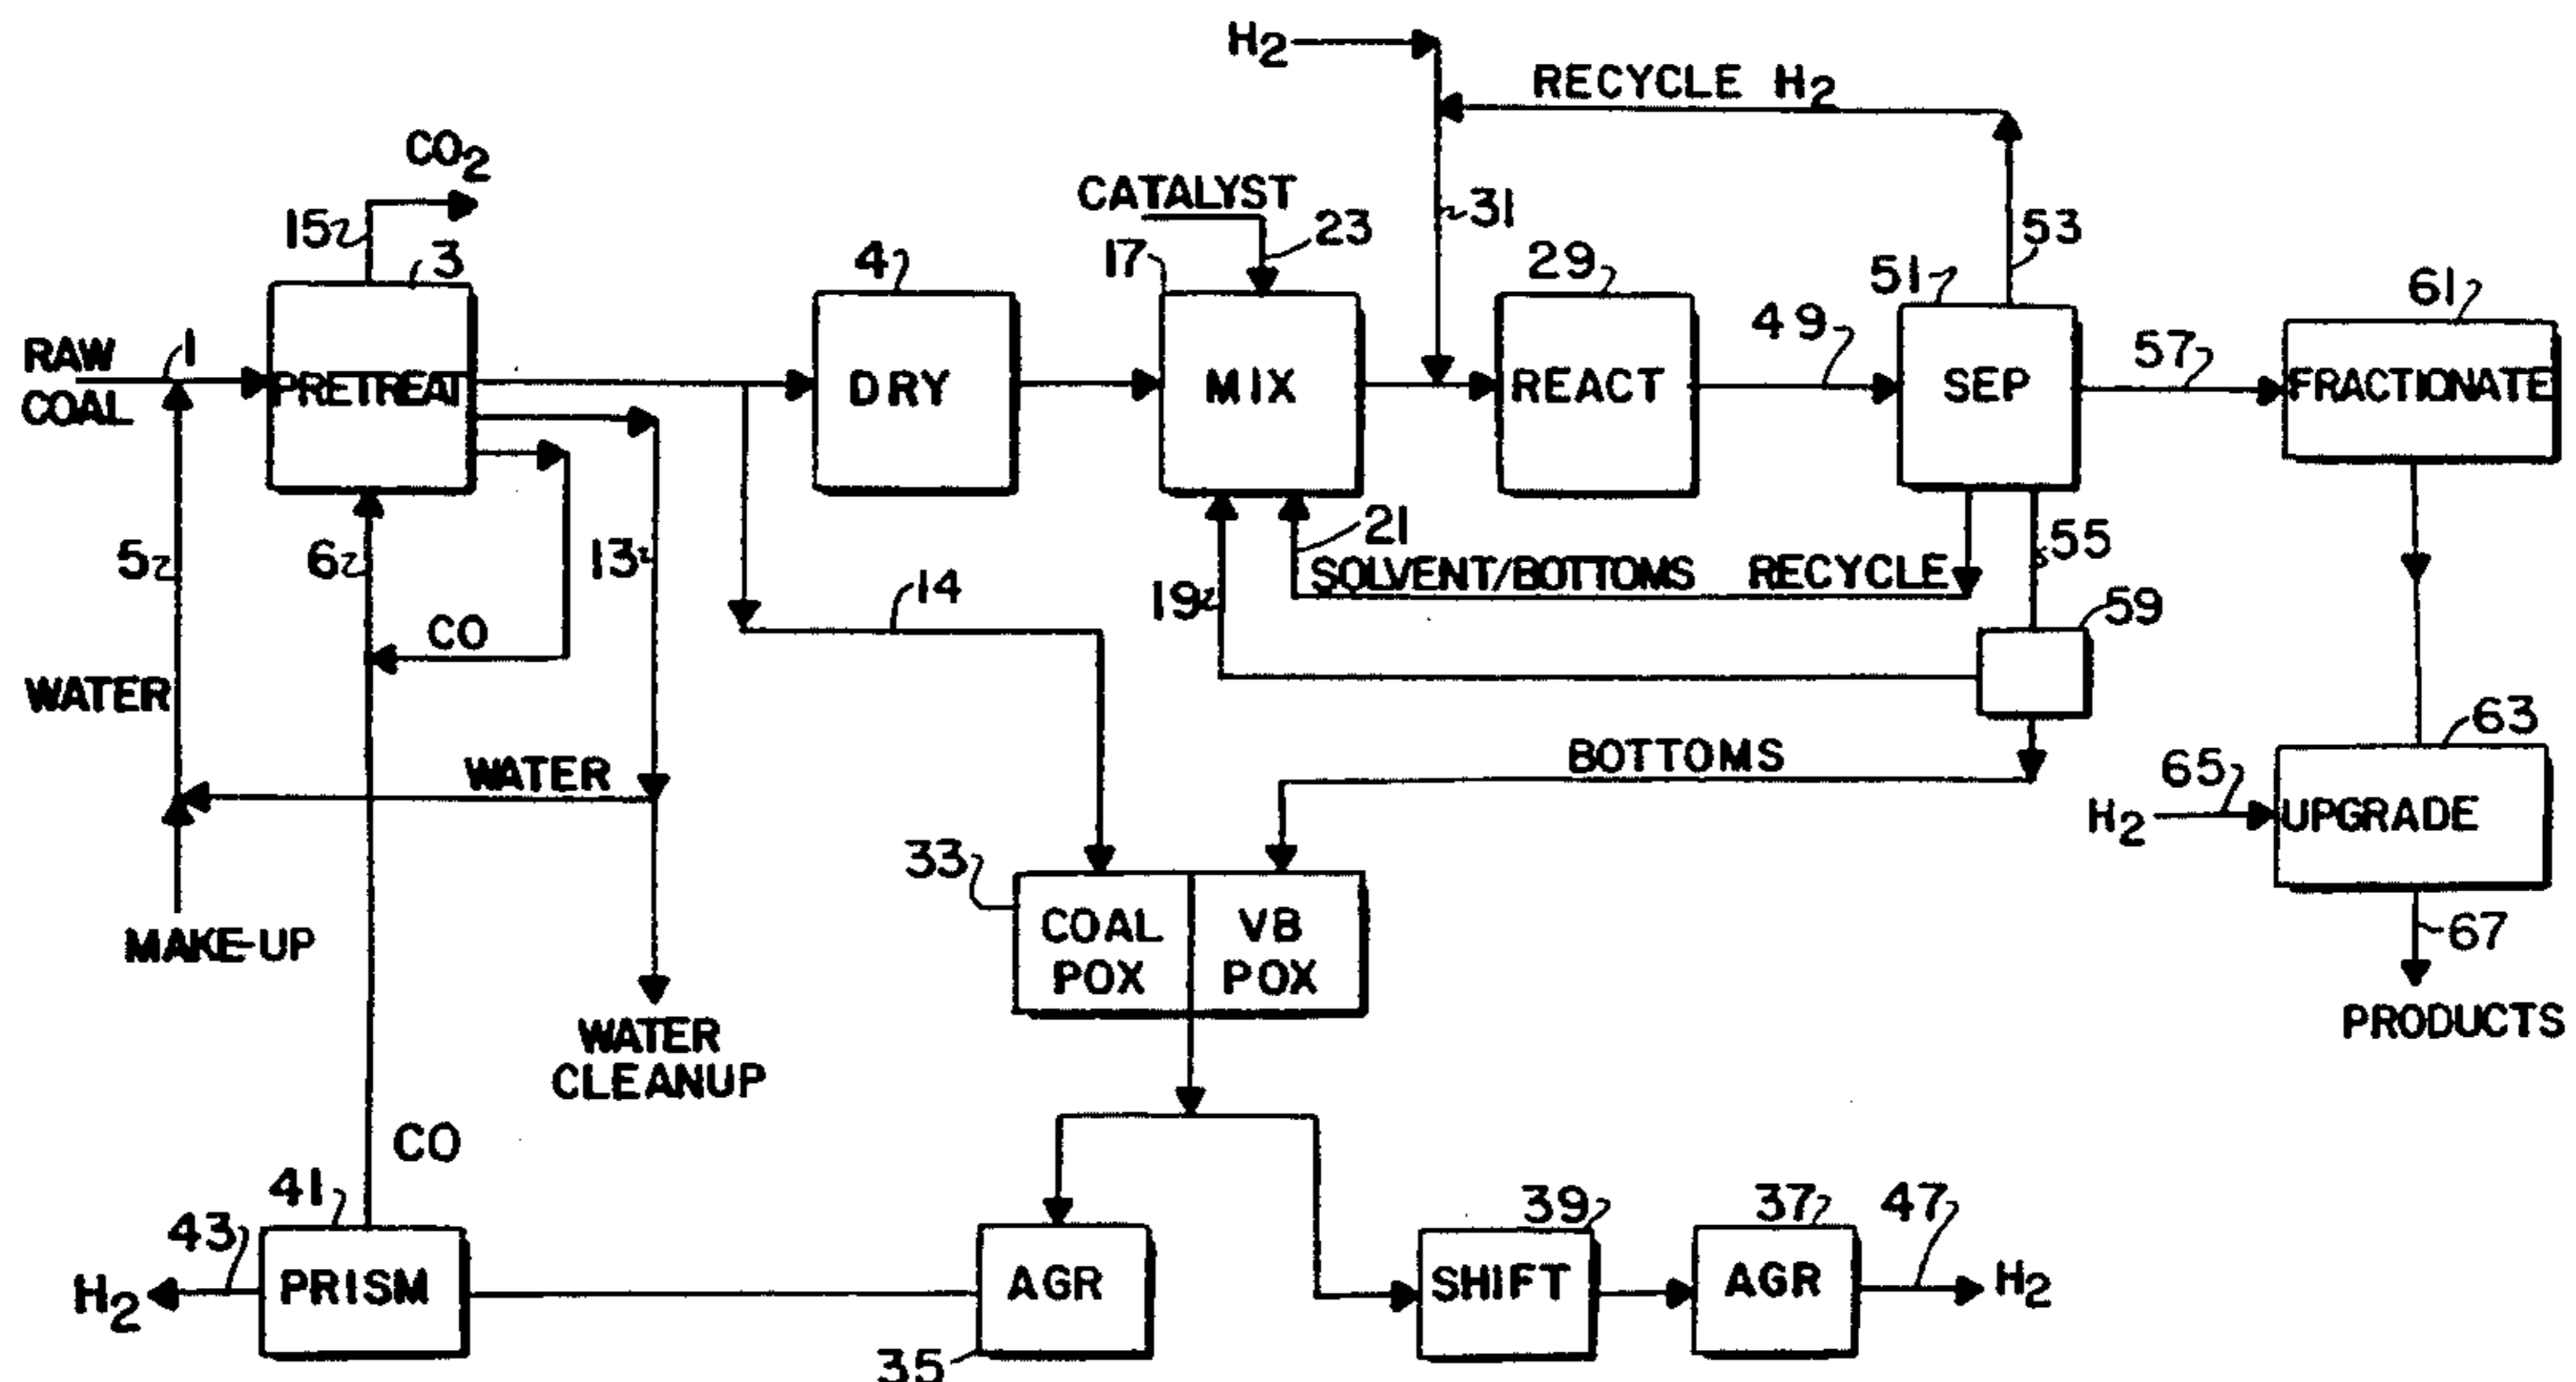 H2
RECYCLE H2
CO2
CATALYST
15
3
4
17
23
31
29
51
53
61
RAW
COAL
1
PRETREAT
DRY
MIX
REACT
49
SEP
57
FRACTIONATE
5
6
13
14
19
21
SOLVENT/BOTTOMS RECYCLE
55
59
CO
WATER
WATER
BOTTOMS
63
65
H2
UPGRADE
33
COAL
POX
VB
POX
67
MAKE-UP
WATER
CLEANUP
PRODUCTS
CO
41
43
H2
PRISM
AGR
35
39
SHIFT
37
AGR
47
H2